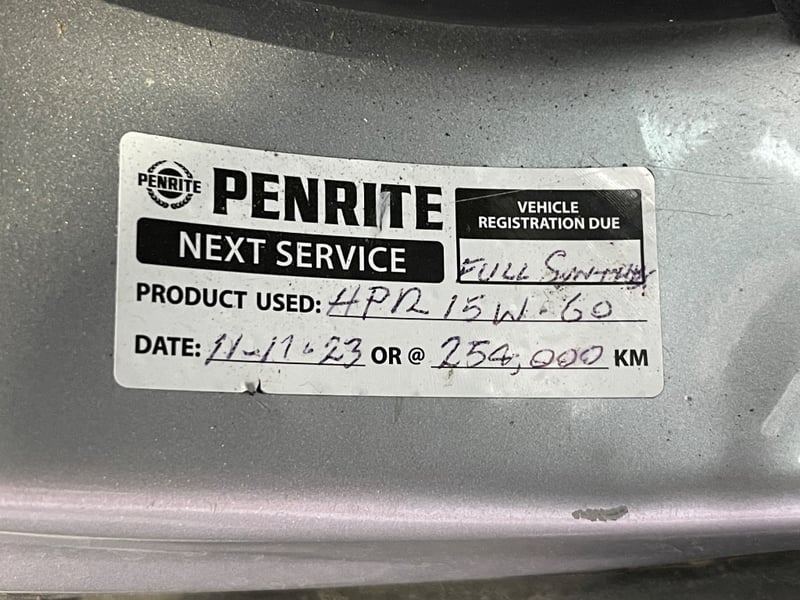 PENRITE
PENRITE
NEXT SERVICE
VEHICLE
REGISTRATION DUE
FULL
PRODUCT USED: HPR 15W-60
DATE: 11-11-23 OR @ 254,000 KM